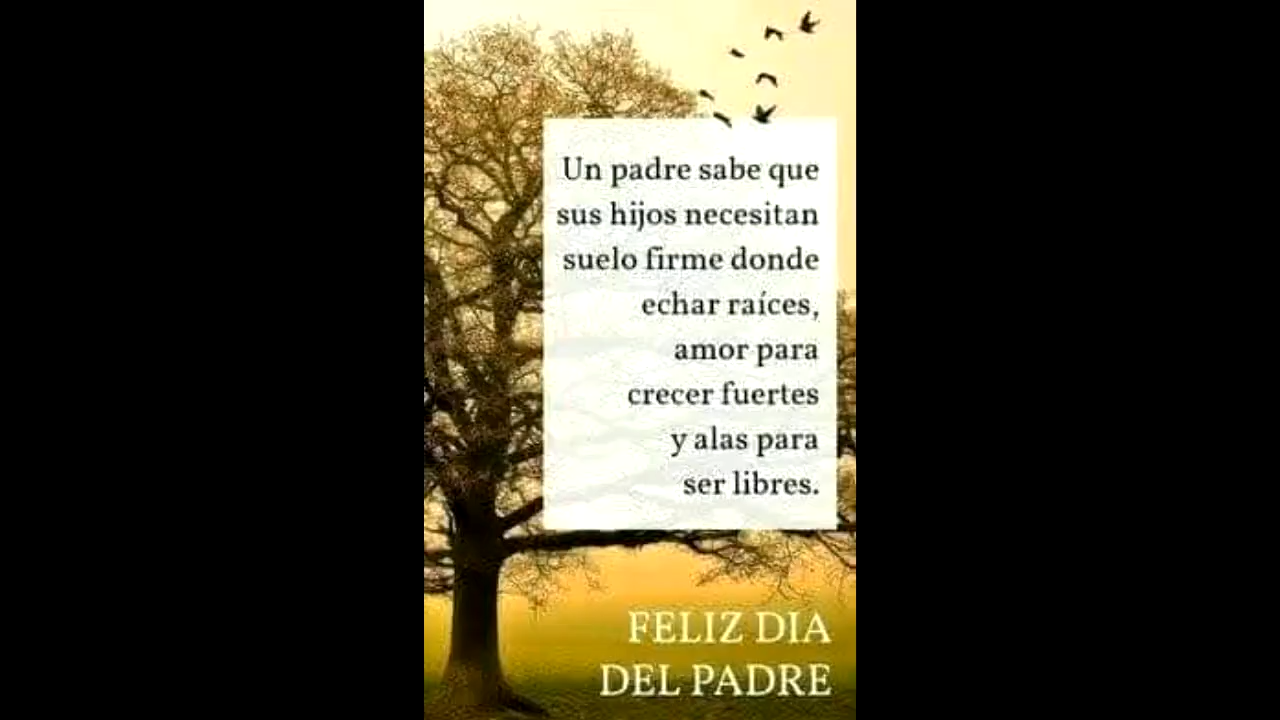 Un padre sabe que
sus hijos necesitan
suelo firme donde
echar raíces,
amor para
crecer fuertes
y alas para
ser libres.
FELIZ DIA
DEL PADRE